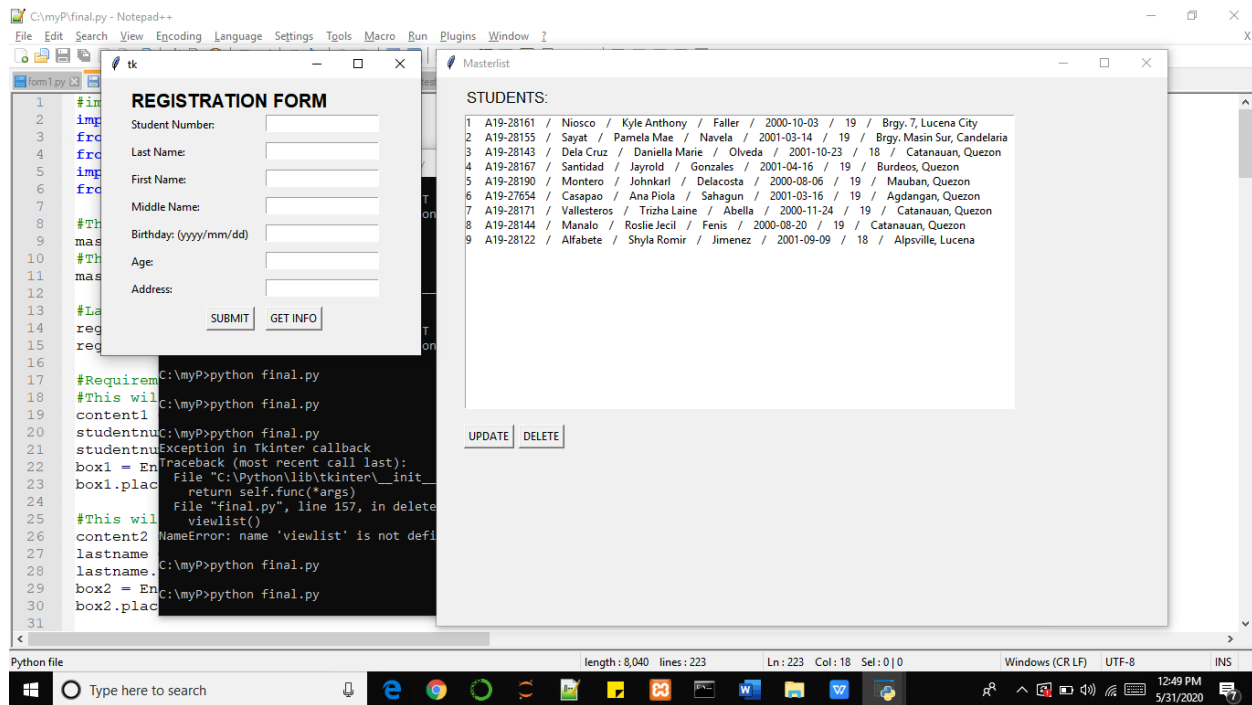 C:\myP\final.py - Notepad++
File Edit Search View Encoding Language Settings Tools Macro Run Plugins Window ?
X
form1.py
tk
REGISTRATION FORM
Student Number:
Last Name:
First Name:
Middle Name:
Birthday: (yyyy/mm/dd)
Age:
Address:
SUBMIT GET INFO
Masterlist
STUDENTS:
1 A19-28161 / Niosco / Kyle Anthony / Faller / 2000-10-03 / 19 / Brgy. 7, Lucena City
2 A19-28155 / Sayat / Pamela Mae / Navela / 2001-03-14 / 19 / Brgy. Masin Sur, Candelaria
3 A19-28143 / Dela Cruz / Daniella Marie / Olveda / 2001-10-23 / 18 / Catanauan, Quezon
4 A19-28167 / Santidad / Jayrold / Gonzales / 2001-04-16 / 19 / Burdeos, Quezon
5 A19-28190 / Montero / Johnkarl / Delacosta / 2000-08-06 / 19 / Mauban, Quezon
6 A19-27654 / Casapao / Ana Piola / Sahagun / 2001-03-16 / 19 / Agdangan, Quezon
7 A19-28171 / Vallesteros / Trizha Laine / Abella / 2000-11-24 / 19 / Catanauan, Quezon
8 A19-28144 / Manalo / Roslie Jecil / Fenis / 2000-08-20 / 19 / Catanauan, Quezon
9 A19-28122 / Alfabete / Shyla Romir / Jimenez / 2001-09-09 / 18 / Alpsville, Lucena
UPDATE DELETE
1 #im
2 imp
3 fro
4 fro
5 imp
6 fro
7
8 #Th
9 mas
10 #Th
11 mas
12
13 #La
14 reg
15 reg
16
17 #Requirem
18 #This wil
19 content1
20 studentnu
21 studentnu
22 box1 = En
23 box1.plac
24
25 #This wil
26 content2
27 lastname
28 lastname.
29 box2 = En
30 box2.plac
31
C:\myP>python final.py
C:\myP>python final.py
C:\myP>python final.py
Exception in Tkinter callback
Traceback (most recent call last):
File "C:\Python\lib\tkinter\__init__
return self.func(*args)
File "final.py", line 157, in delete
viewlist()
NameError: name 'viewlist' is not defi
C:\myP>python final.py
C:\myP>python final.py
Python file
length : 8,040 lines : 223
Ln : 223 Col : 18 Sel : 0 | 0
Windows (CR LF)
UTF-8
INS
Type here to search
12:49 PM
5/31/2020